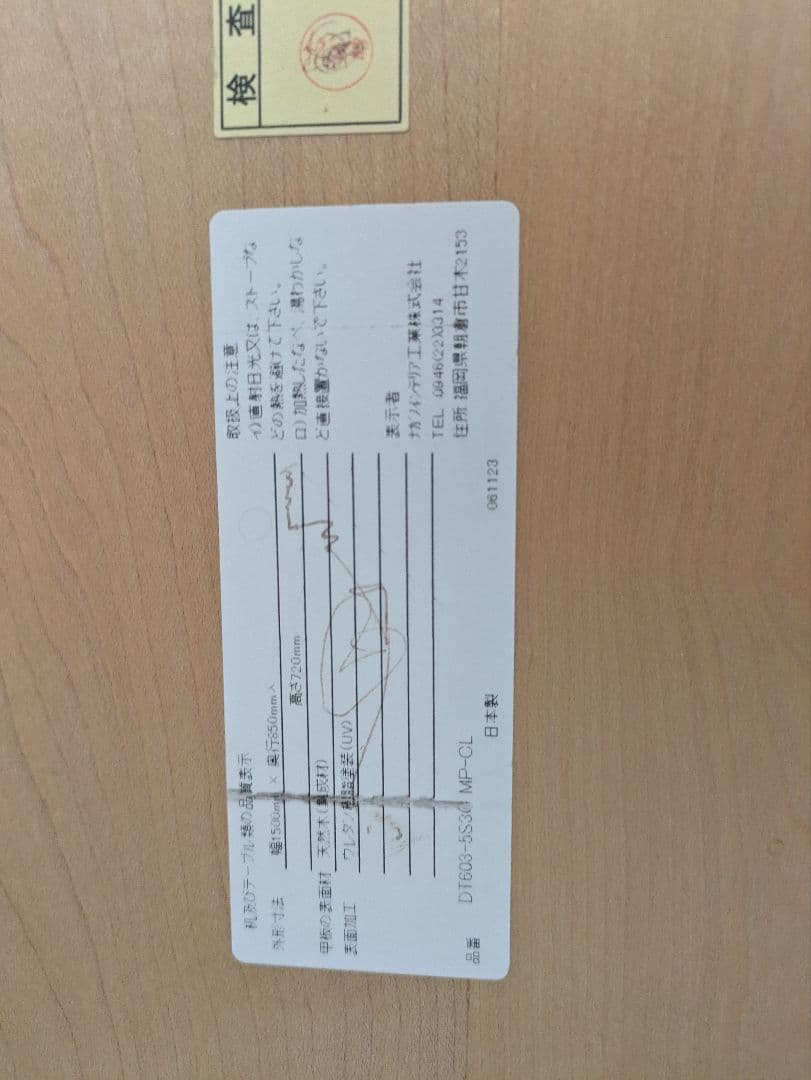 検査
机及びテーブル類の品質表示
外形寸法 幅1500mm × 奥行850mm ×
高さ720mm
甲板の表面材 天然木(集成材)
表面加工 ウレタン樹脂塗装(UV)
品番 DT603-5S30 MP-CL
日本製 061123
取扱上の注意
イ)直射日光又は、ストーブな
どの熱を避けて下さい。
ロ)加熱したなべ、湯わかしな
ど直接置かないで下さい。
表示者
ナガノインテリア工業株式会社
TEL 0946(22)3314
住所 福岡県朝倉市甘木2153